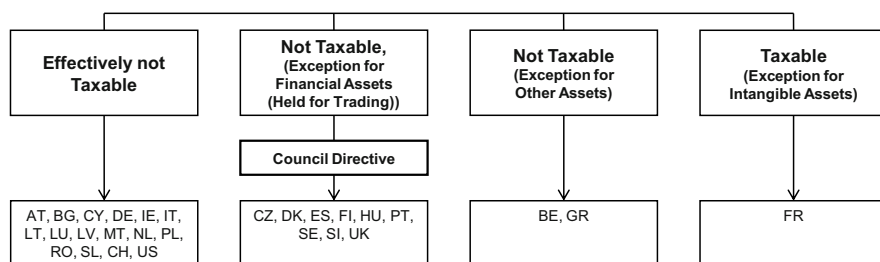 Effectively not
Taxable
Not Taxable,
(Exception for
Financial Assets
(Held for Trading))
Not Taxable
(Exception for
Other Assets)
Taxable
(Exception for
Intangible Assets)
Council Directive
AT, BG, CY, DE, IE, IT,
LT, LU, LV, MT, NL, PL,
RO, SL, CH, US
CZ, DK, ES, FI, HU, PT,
SE, SI, UK
BE, GR
FR